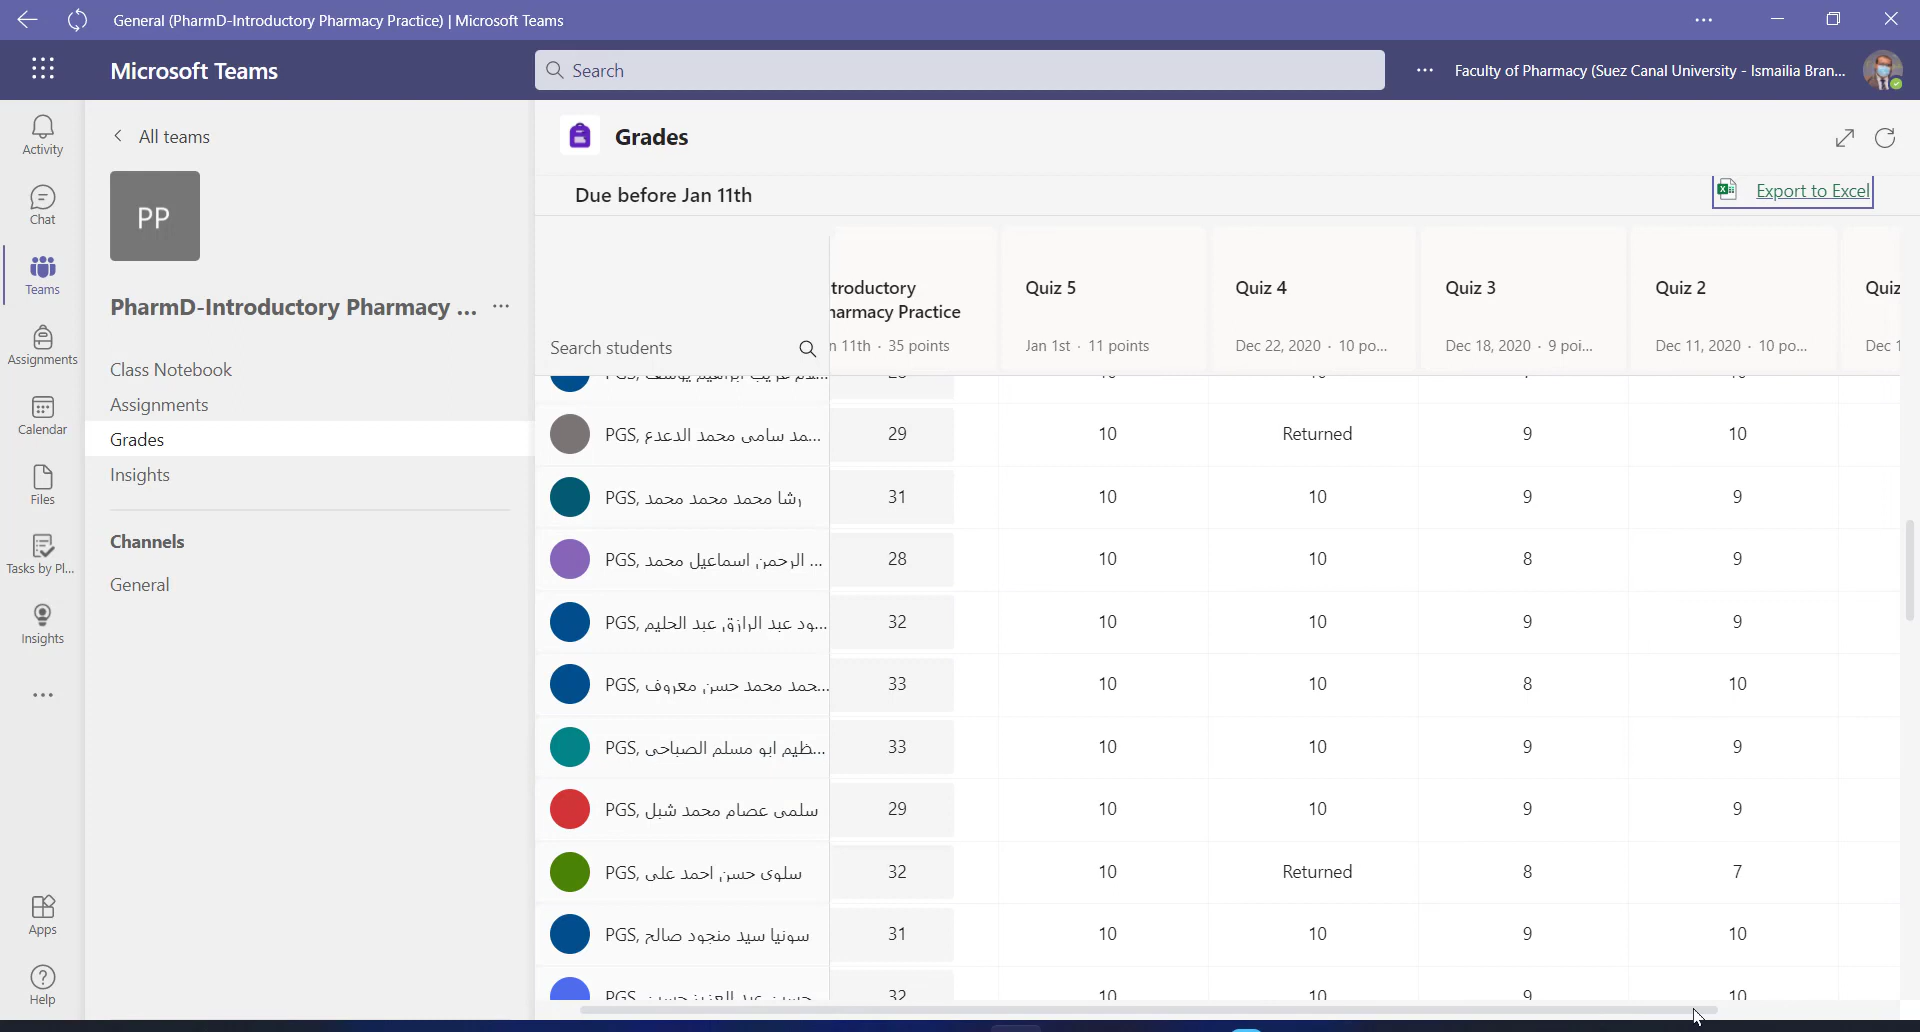 General (PharmD-Introductory Pharmacy Practice) | Microsoft Teams
Microsoft Teams
Search
Faculty of Pharmacy (Suez Canal University - Ismailia Bran...
Activity
Chat
Teams
Assignments
Calendar
Files
Tasks by Pl...
Insights
Apps
Help
All teams
PP
PharmD-Introductory Pharmacy ...
Class Notebook
Assignments
Grades
Insights
Channels
General
Grades
Due before Jan 11th
Export to Excel
Search students
troductory
harmacy Practice
n 11th · 35 points
Quiz 5
Jan 1st · 11 points
Quiz 4
Dec 22, 2020 · 10 po...
Quiz 3
Dec 18, 2020 · 9 poi...
Quiz 2
Dec 11, 2020 · 10 po...
Quiz
Dec 1
PGS, مد سامى محمد الدعدع... 29 10 Returned 9 10
PGS, رشا محمد محمد محمد 31 10 10 9 9
PGS, الرحمن اسماعيل محمد ... 28 10 10 8 9
PGS, ود عبد الرازق عبد الحليم... 32 10 10 9 9
PGS, حمد محمد حسن معروف... 33 10 10 8 10
PGS, ظيم ابو مسلم الصباحى... 33 10 10 9 9
PGS, سلمى عصام محمد شبل 29 10 10 9 9
PGS, سلوى حسن احمد على 32 10 Returned 8 7
PGS, سونيا سيد منجود صالح 31 10 10 9 10
32 10 10 9 10